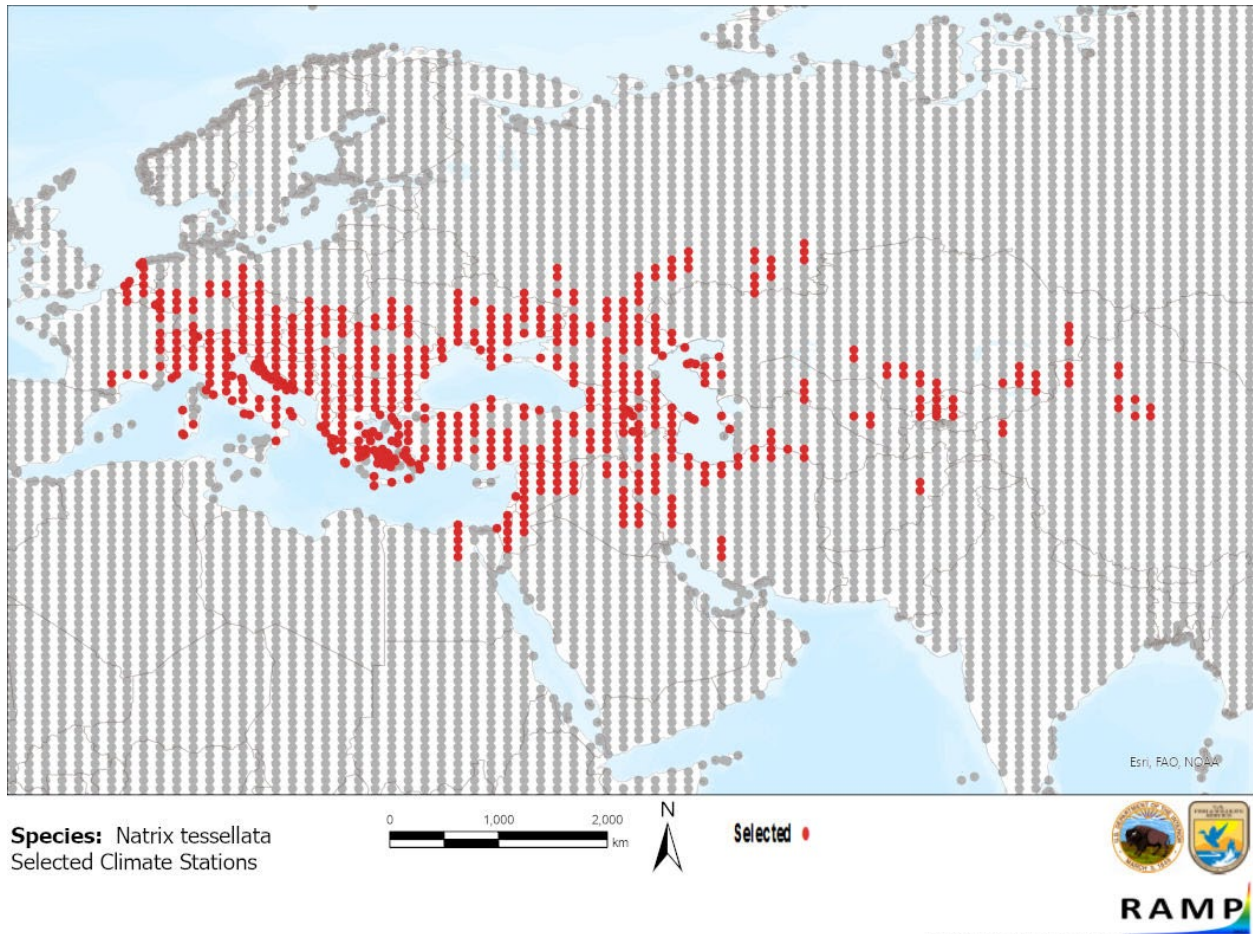 Esri, FAO, NOAA
Species: Natrix tessellata
Selected Climate Stations
0 1,000 2,000
km
N
Selected
RAMP